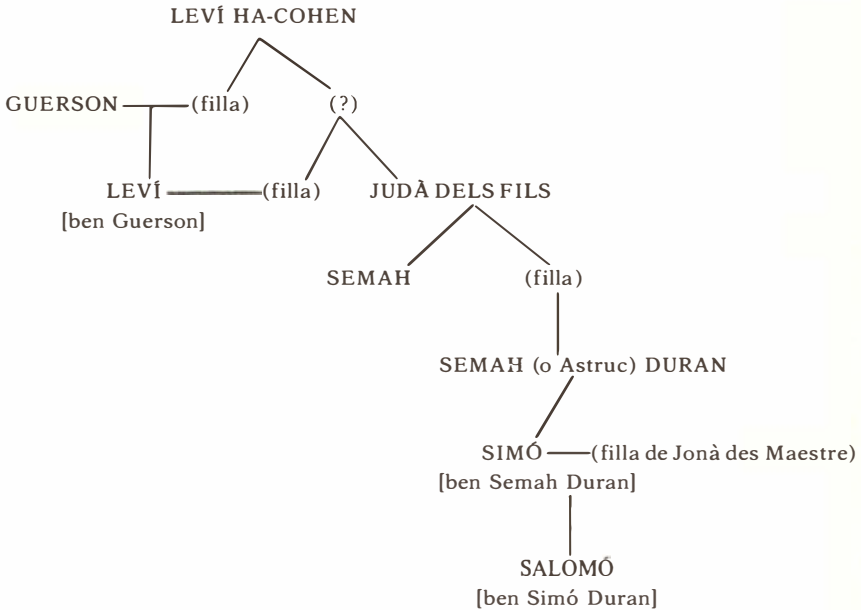 LEVÍ HA-COHEN
GUERSON (filla) (?)
LEVÍ (filla) JUDÀ DELS FILS
[ben Guerson]
SEMAH (filla)
SEMAH (o Astruc) DURAN
SIMÓ (filla de Jonà des Maestre)
[ben Semah Duran]
SALOMÓ
[ben Simó Duran]